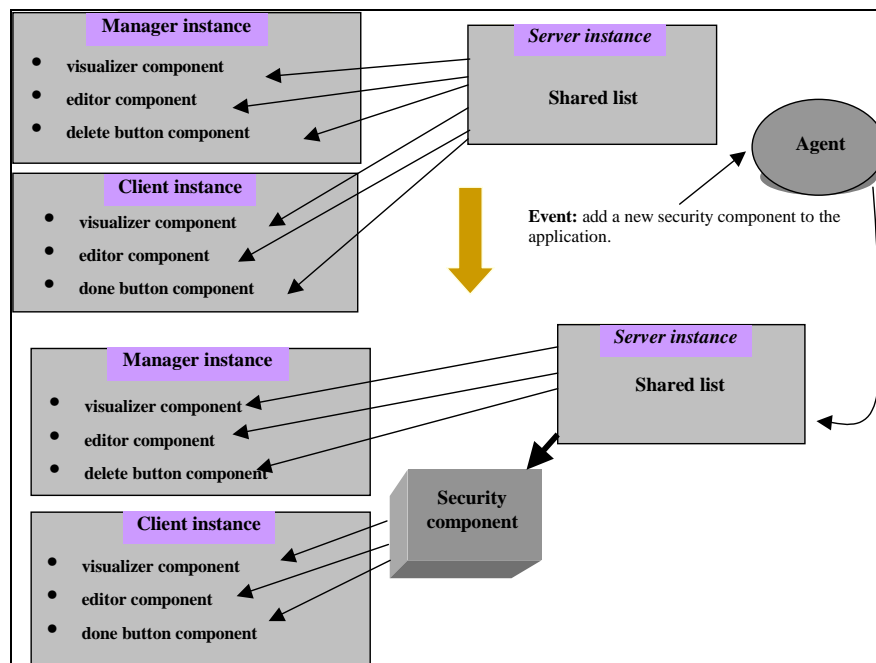 Manager instance
• visualizer component
• editor component
• delete button component
Server instance
Shared list
Agent
Client instance
• visualizer component
• editor component
• done button component
Event: add a new security component to the
application.
Manager instance
• visualizer component
• editor component
• delete button component
Server instance
Shared list
Security
component
Client instance
• visualizer component
• editor component
• done button component